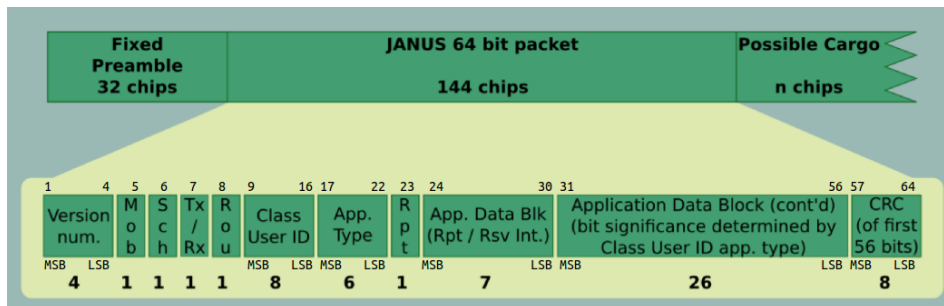 Fixed
Preamble
32 chips
JANUS 64 bit packet
144 chips
Possible Cargo
n chips
1 4 5 6 7 8 9 16 17 22 23 24 30 31 56 57 64
Version
num.
M
o
b
S
c
h
Tx
/
Rx
R
o
u
Class
User ID
App.
Type
R
p
t
App. Data Blk
(Rpt / Rsv Int.)
Application Data Block (cont'd)
(bit significance determined by
Class User ID app. type)
CRC
(of first
56 bits)
MSB LSB MSB LSB MSB LSB MSB LSB MSB LSB MSB LSB
4 1 1 1 1 8 6 1 7 26 8